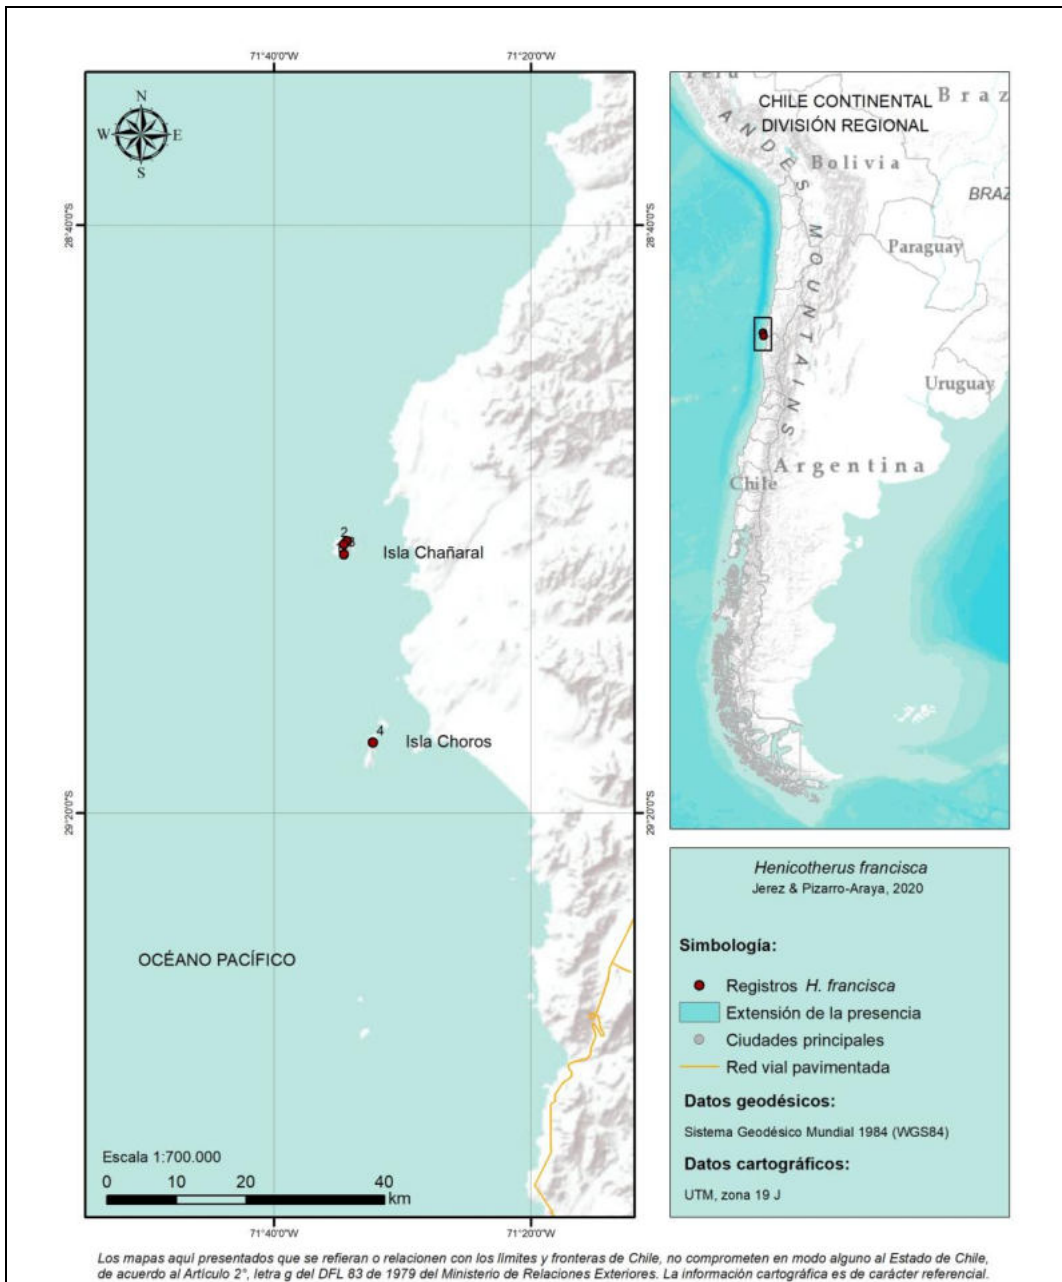 71°40'0"W
71°20'0"W
N
W
E
S
28°40'0"S
28°40'0"S
2
3
Isla Chañaral
4
Isla Choros
29°20'0"S
29°20'0"S
OCÉANO PACÍFICO
Escala 1:700.000
0 10 20 40
km
71°40'0"W
71°20'0"W
Peru
CHILE CONTINENTAL
DIVISIÓN REGIONAL
Braz
ANDES MOUNTAINS
Bolivia
BRAZ
Paraguay
Uruguay
Argentina
Chile
Henicotherus francisca
Jerez & Pizarro-Araya, 2020
Simbología:
Registros H. francisca
Extensión de la presencia
Ciudades principales
Red vial pavimentada
Datos geodésicos:
Sistema Geodésico Mundial 1984 (WGS84)
Datos cartográficos:
UTM, zona 19 J
Los mapas aquí presentados que se refieran o relacionen con los límites y fronteras de Chile, no comprometen en modo alguno al Estado de Chile,
de acuerdo al Artículo 2°, letra g del DFL 83 de 1979 del Ministerio de Relaciones Exteriores. La información cartográfica es de carácter referencial.